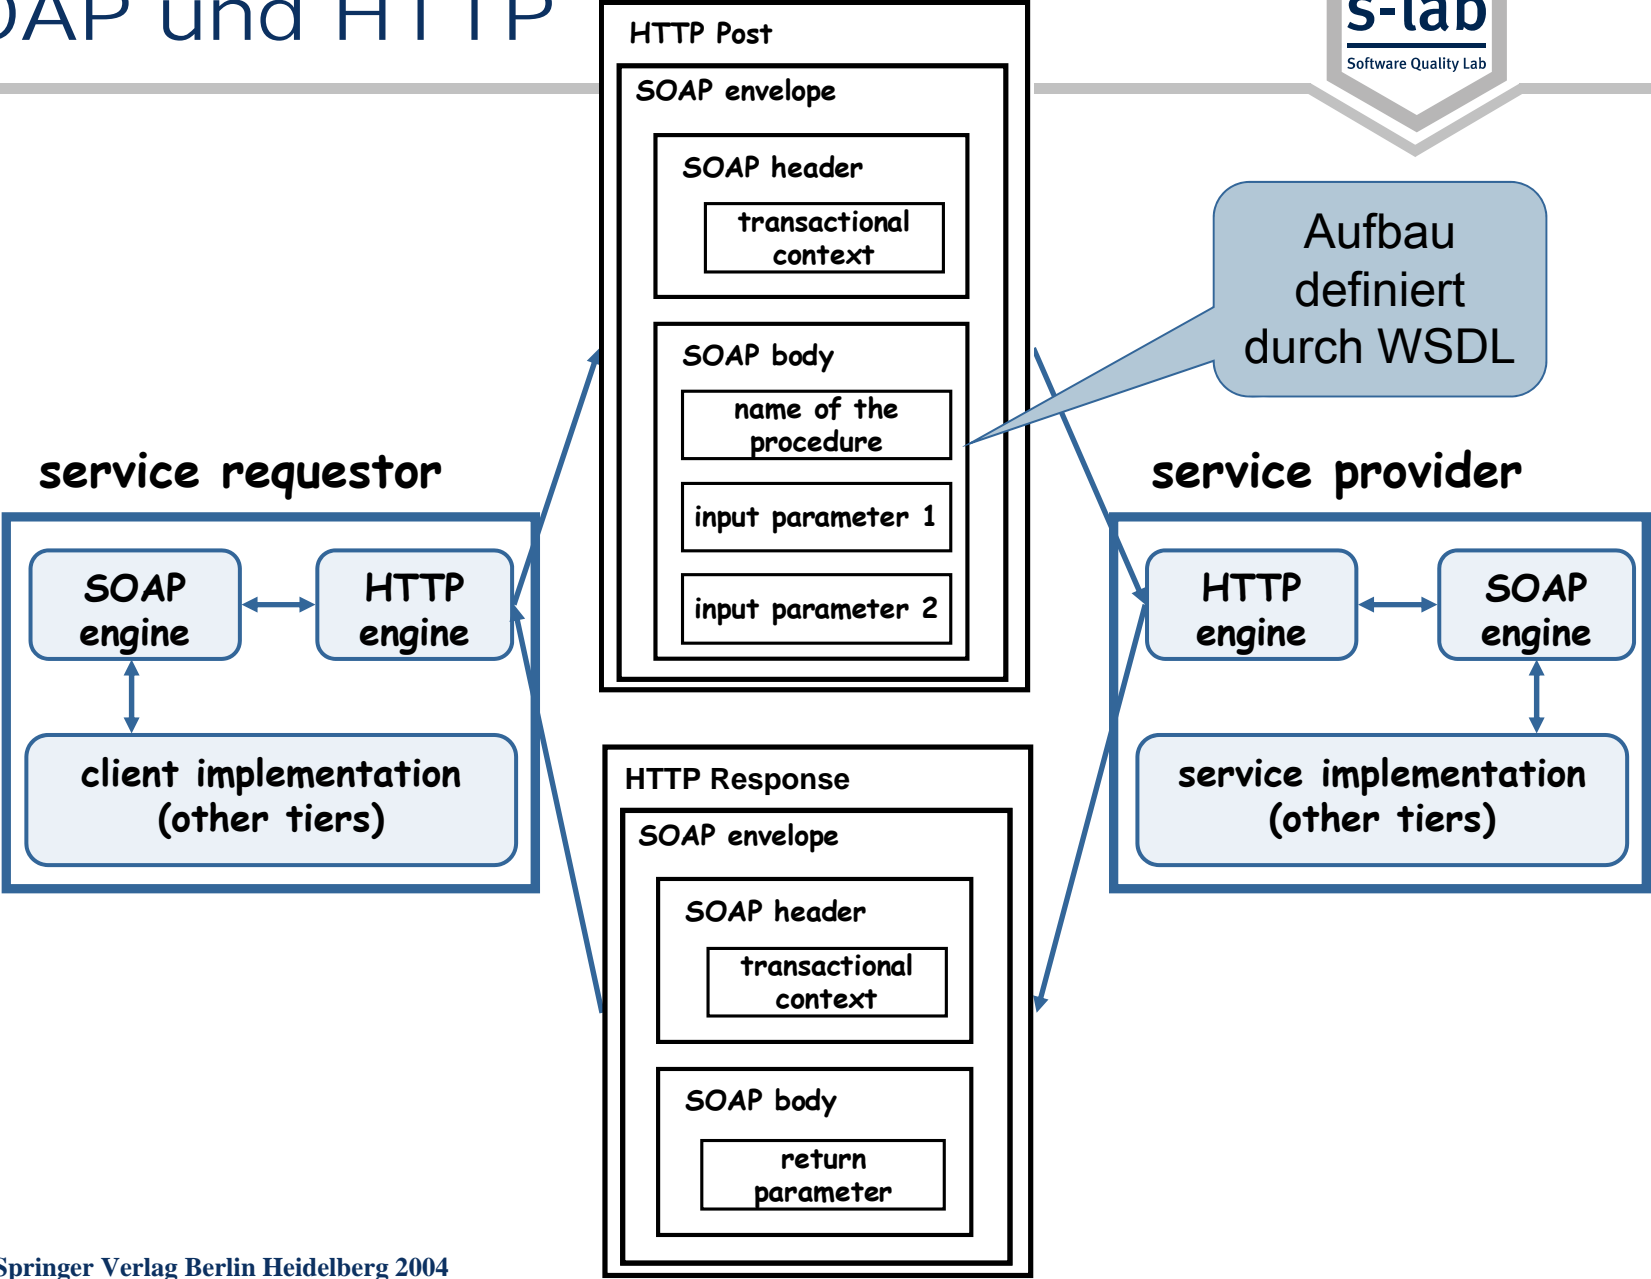 OAP und HTTP
s-lab
Software Quality Lab
HTTP Post
SOAP envelope
SOAP header
transactional
context
SOAP body
name of the
procedure
input parameter 1
input parameter 2
Aufbau
definiert
durch WSDL
service requestor
SOAP
engine
HTTP
engine
client implementation
(other tiers)
service provider
HTTP
engine
SOAP
engine
service implementation
(other tiers)
HTTP Response
SOAP envelope
SOAP header
transactional
context
SOAP body
return
parameter
Springer Verlag Berlin Heidelberg 2004